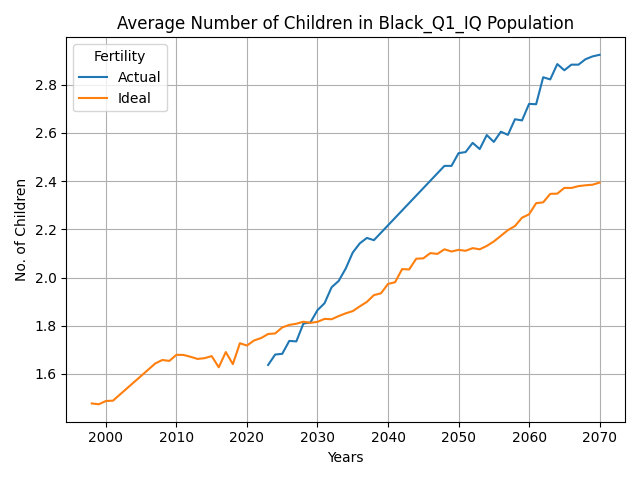 Average Number of Children in Black_Q1_IQ Population
Fertility
Actual
Ideal
No. of Children
2.8
2.6
2.4
2.2
2.0
1.8
1.6
2000 2010 2020 2030 2040 2050 2060 2070
Years